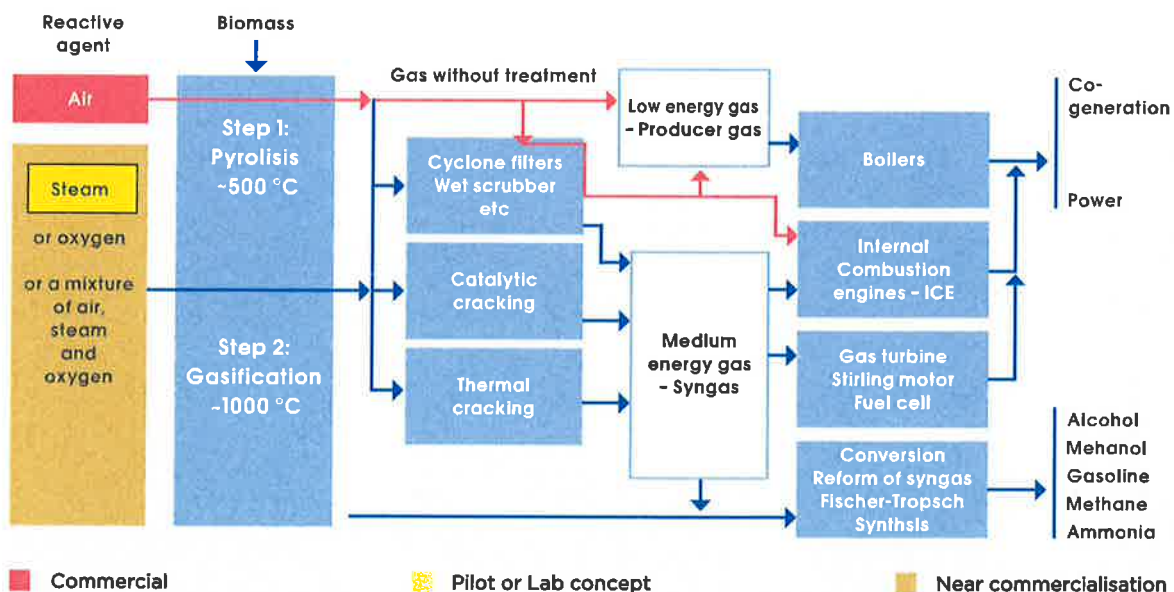 Reactive
agent
Biomass
Air
Steam
or oxygen
or a mixture
of air,
steam
and
oxygen
Step 1:
Pyrolisis
~500 °C
Step 2:
Gasification
~1000 °C
Gas without treatment
Cyclone filters
Wet scrubber
etc
Catalytic
cracking
Thermal
cracking
Low energy gas
- Producer gas
Medium
energy gas
- Syngas
Boilers
Internal
Combustion
engines - ICE
Gas turbine
Stirling motor
Fuel cell
Conversion
Reform of syngas
Fischer-Tropsch
Synthsis
Co-
generation
Power
Alcohol
Mehanol
Gasoline
Methane
Ammonia
Commercial
Pilot or Lab concept
Near commercialisation